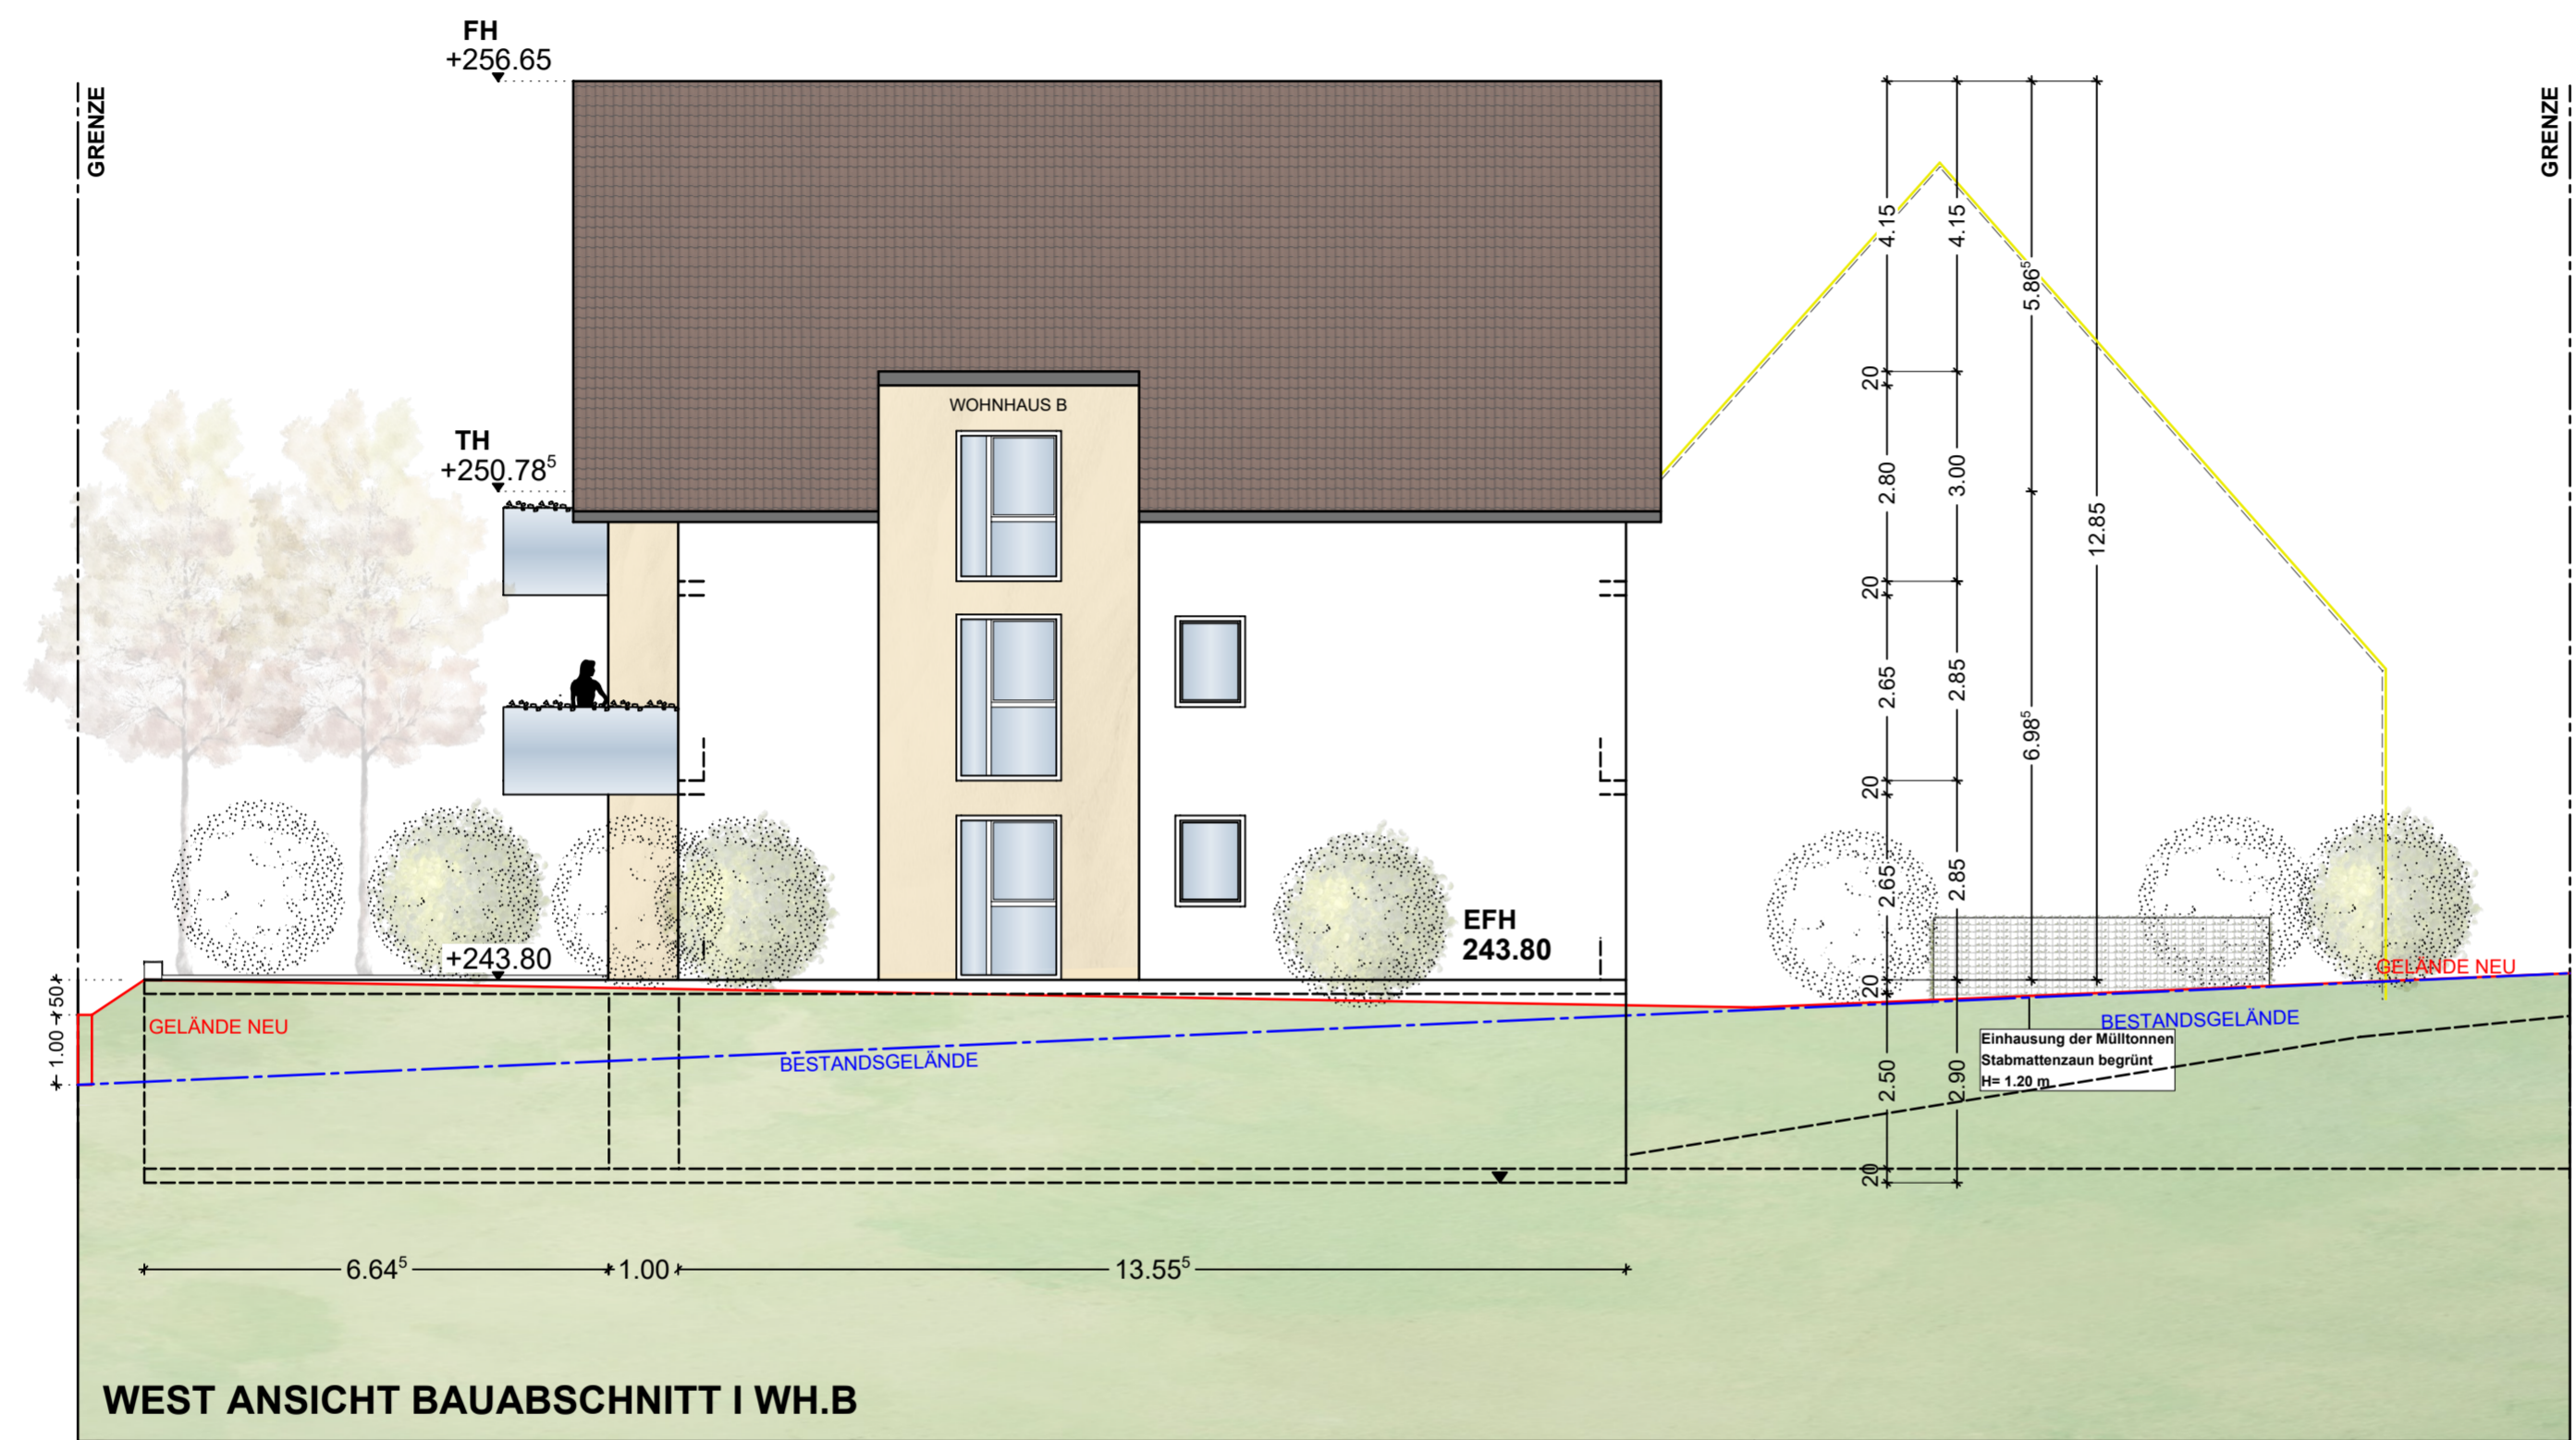 FH
+256.65
GRENZE
GRENZE
4.15
4.15
5.86⁵
WOHNHAUS B
20
TH
+250.78⁵
2.80
3.00
12.85
20
2.65
2.85
6.98⁵
20
2.65
2.85
EFH
243.80
+243.80
GELÄNDE NEU
20
50
1.00
GELÄNDE NEU
BESTANDSGELÄNDE
BESTANDSGELÄNDE
Einhausung der Mülltonnen
Stabmattenzaun begrünt
H= 1.20 m
2.50
2.90
20
6.64⁵
1.00
13.55⁵
WEST ANSICHT BAUABSCHNITT I WH.B